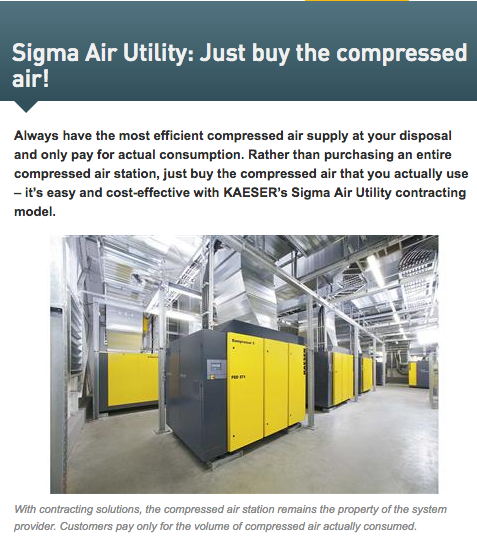 Sigma Air Utility: Just buy the compressed
air!
Always have the most efficient compressed air supply at your disposal
and only pay for actual consumption. Rather than purchasing an entire
compressed air station, just buy the compressed air that you actually use
– it's easy and cost-effective with KAESER's Sigma Air Utility contracting
model.
KAESER
With contracting solutions, the compressed air station remains the property of the system
provider. Customers pay only for the volume of compressed air actually consumed.